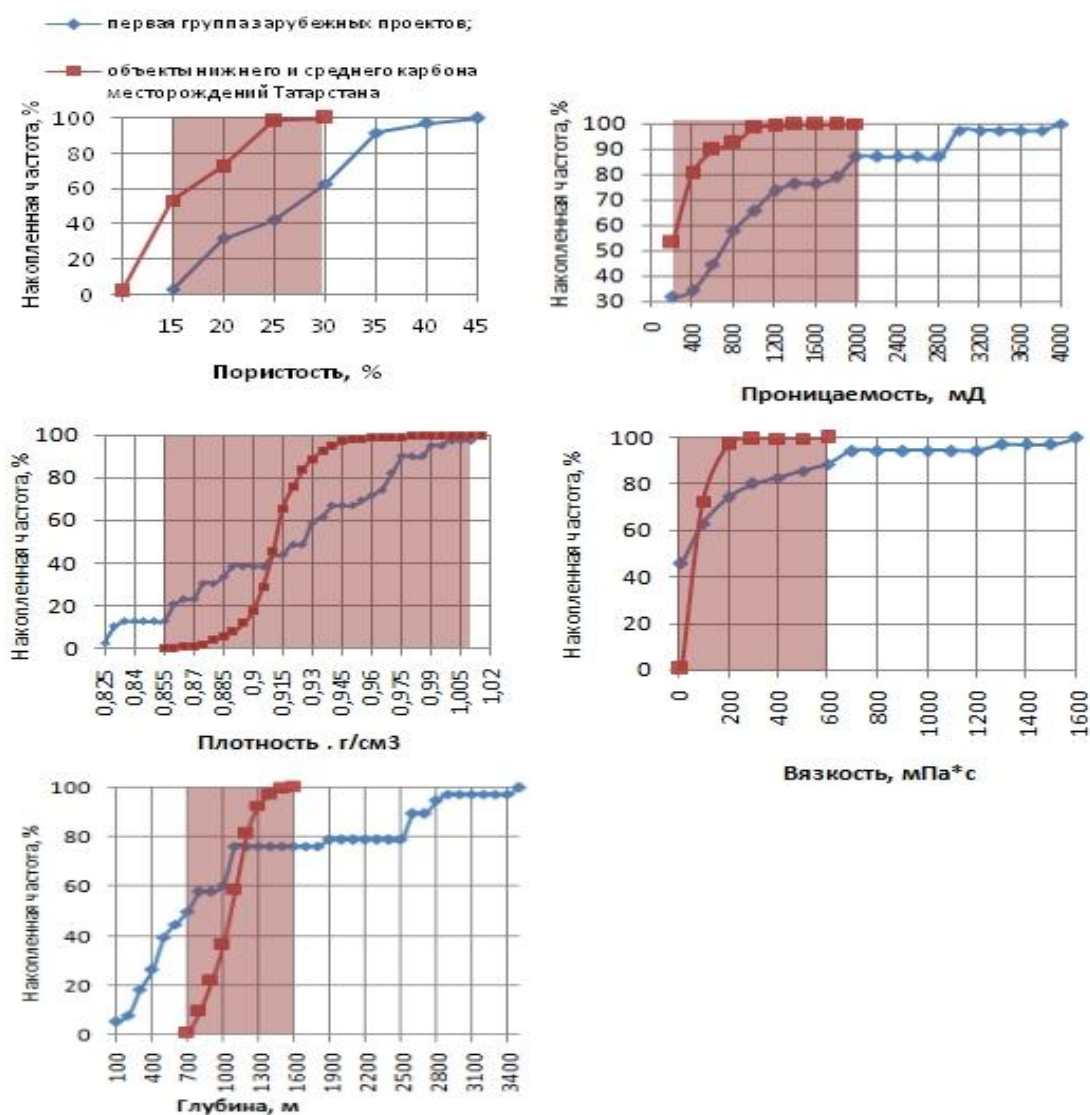 первая группа зарубежных проектов;
объекты нижнего и среднего карбона
месторождений Татарстана
Накопленная частота, %
100
80
60
40
20
0
15 20 25 30 35 40 45
Пористость, %
Накопленная частота, %
100
90
80
70
60
50
40
30
0 400 800 1200 1600 2000 2400 2800 3200 3600 4000
Проницаемость, мД
Накопленная частота, %
100
80
60
40
20
0
0,825 0,84 0,855 0,87 0,885 0,9 0,915 0,93 0,945 0,96 0,975 0,99 1,005 1,02
Плотность . г/см3
Накопленная частота, %
100
80
60
40
20
0
0 200 400 600 800 1000 1200 1400 1600
Вязкость, мПа*с
Накопленная частота, %
100
80
60
40
20
0
100 400 700 1000 1300 1600 1900 2200 2500 2800 3100 3400
Глубина, м